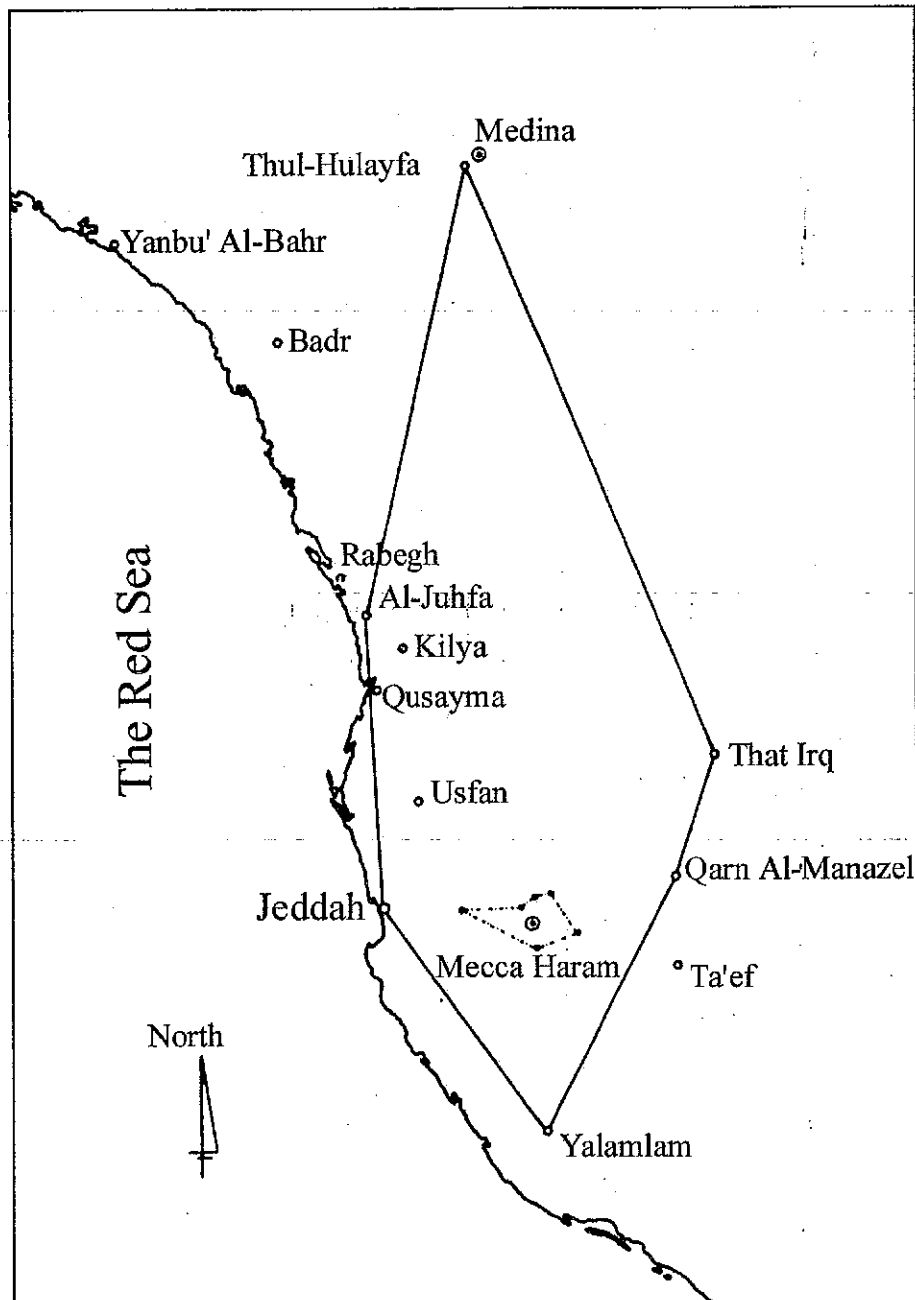 Medina
Thul-Hulayfa
Yanbu' Al-Bahr
Badr
The Red Sea
Rabegh
Al-Juhfa
Kilya
Qusayma
That Irq
Usfan
Qarn Al-Manazel
Jeddah
Mecca Haram
Ta'ef
North
Yalamlam